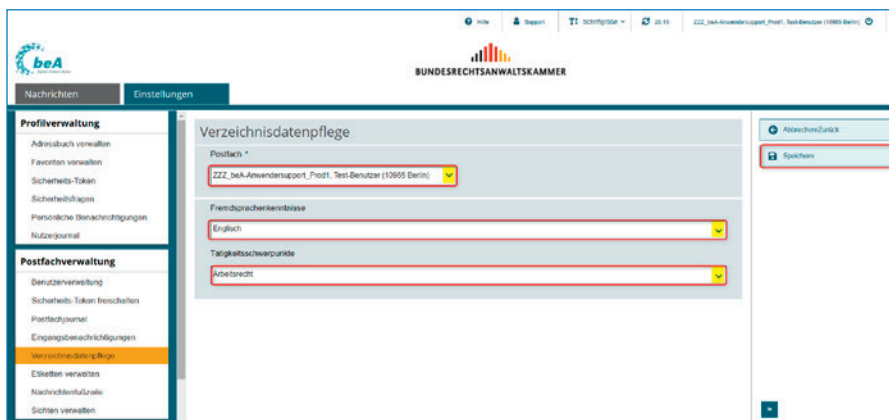 Hilfe
Support
Schriftgröße
ZZZ_beA-Anwendersupport_Prod1, Test-Benutzer (10965 Berlin)
beA
BUNDESRECHTSANWALTSKAMMER
Nachrichten
Einstellungen
Profilverwaltung
Adressbuch verwalten
Favoriten verwalten
Sicherheits-Token
Sicherheitsfragen
Persönliche Benachrichtigungen
Nutzerjournal
Postfachverwaltung
Benutzerverwaltung
Sicherheits-Token freischalten
Postfachjournal
Eingangsbenachrichtigungen
Verzeichnisdatenpflege
Etiketten verwalten
Nachrichtenfußzeile
Sichten verwalten
Verzeichnisdatenpflege
Postfach *
ZZZ_beA-Anwendersupport_Prod1, Test-Benutzer (10965 Berlin)
Fremdsprachenkenntnisse
Englisch
Tätigkeitsschwerpunkte
Arbeitsrecht
Abbrechen/Zurück
Speichern